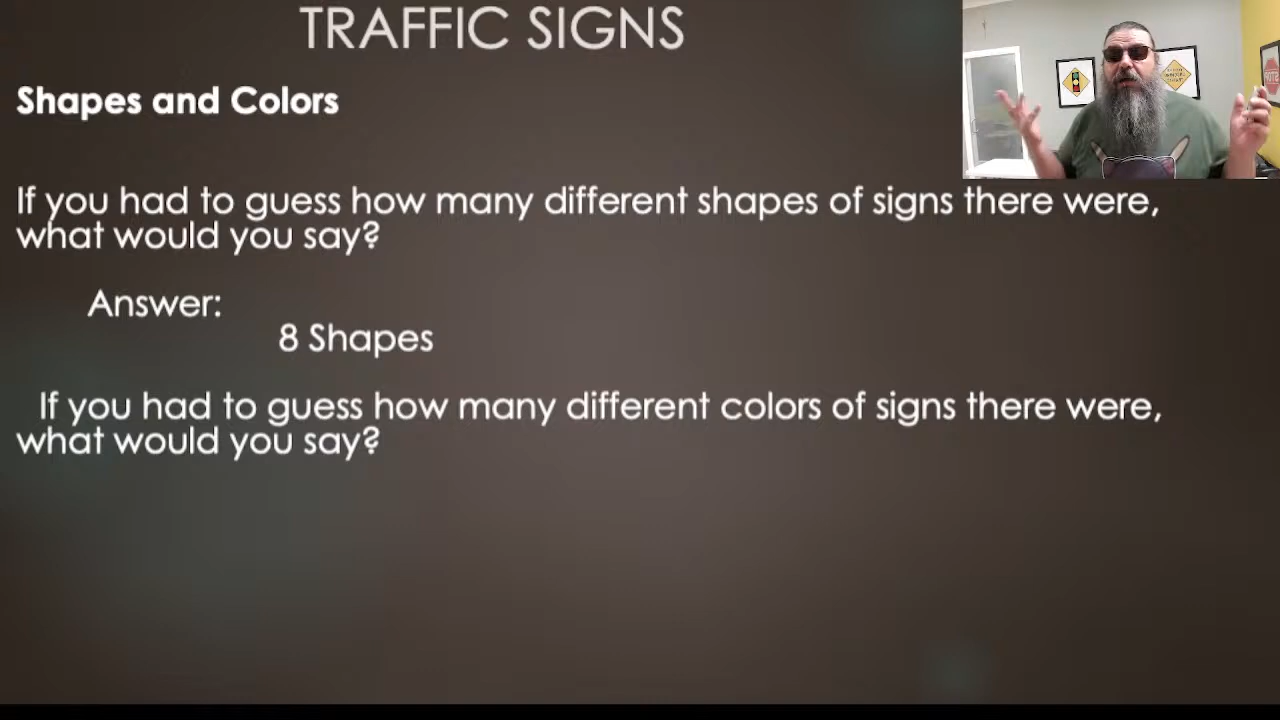 TRAFFIC SIGNS
Shapes and Colors
If you had to guess how many different shapes of signs there were,
what would you say?
Answer:
8 Shapes
If you had to guess how many different colors of signs there were,
what would you say?